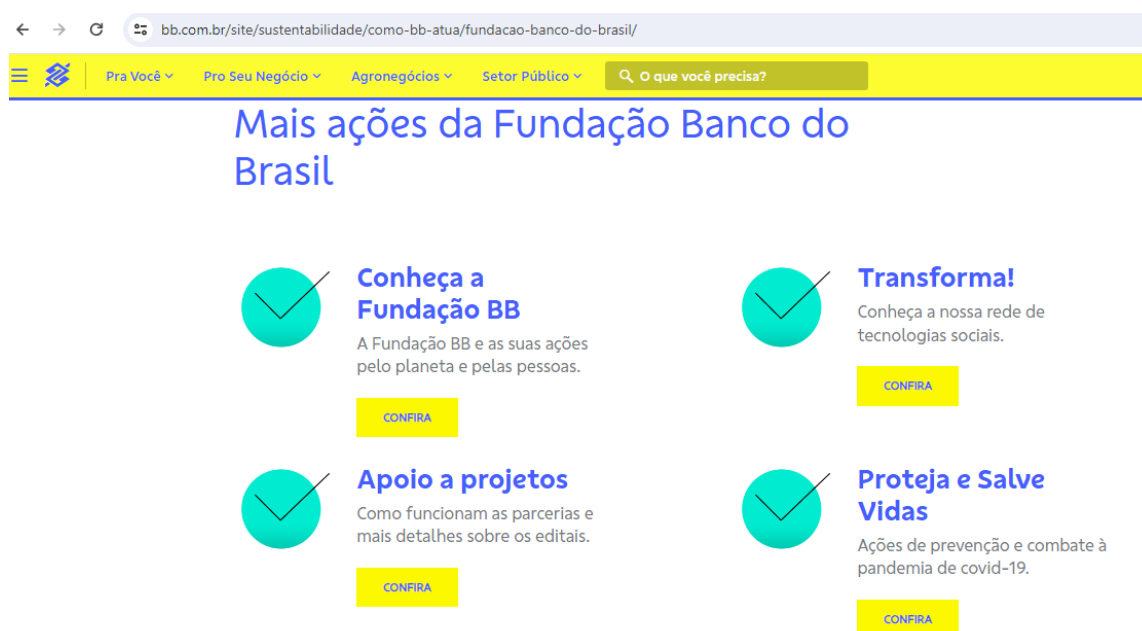 bb.com.br/site/sustentabilidade/como-bb-atua/fundacao-banco-do-brasil/
Pra Você Pro Seu Negócio Agronegócios Setor Público O que você precisa?
Mais ações da Fundação Banco do
Brasil
Conheça a
Fundação BB
A Fundação BB e as suas ações
pelo planeta e pelas pessoas.
CONFIRA
Transforma!
Conheça a nossa rede de
tecnologias sociais.
CONFIRA
Apoio a projetos
Como funcionam as parcerias e
mais detalhes sobre os editais.
CONFIRA
Proteja e Salve
Vidas
Ações de prevenção e combate à
pandemia de covid-19.
CONFIRA